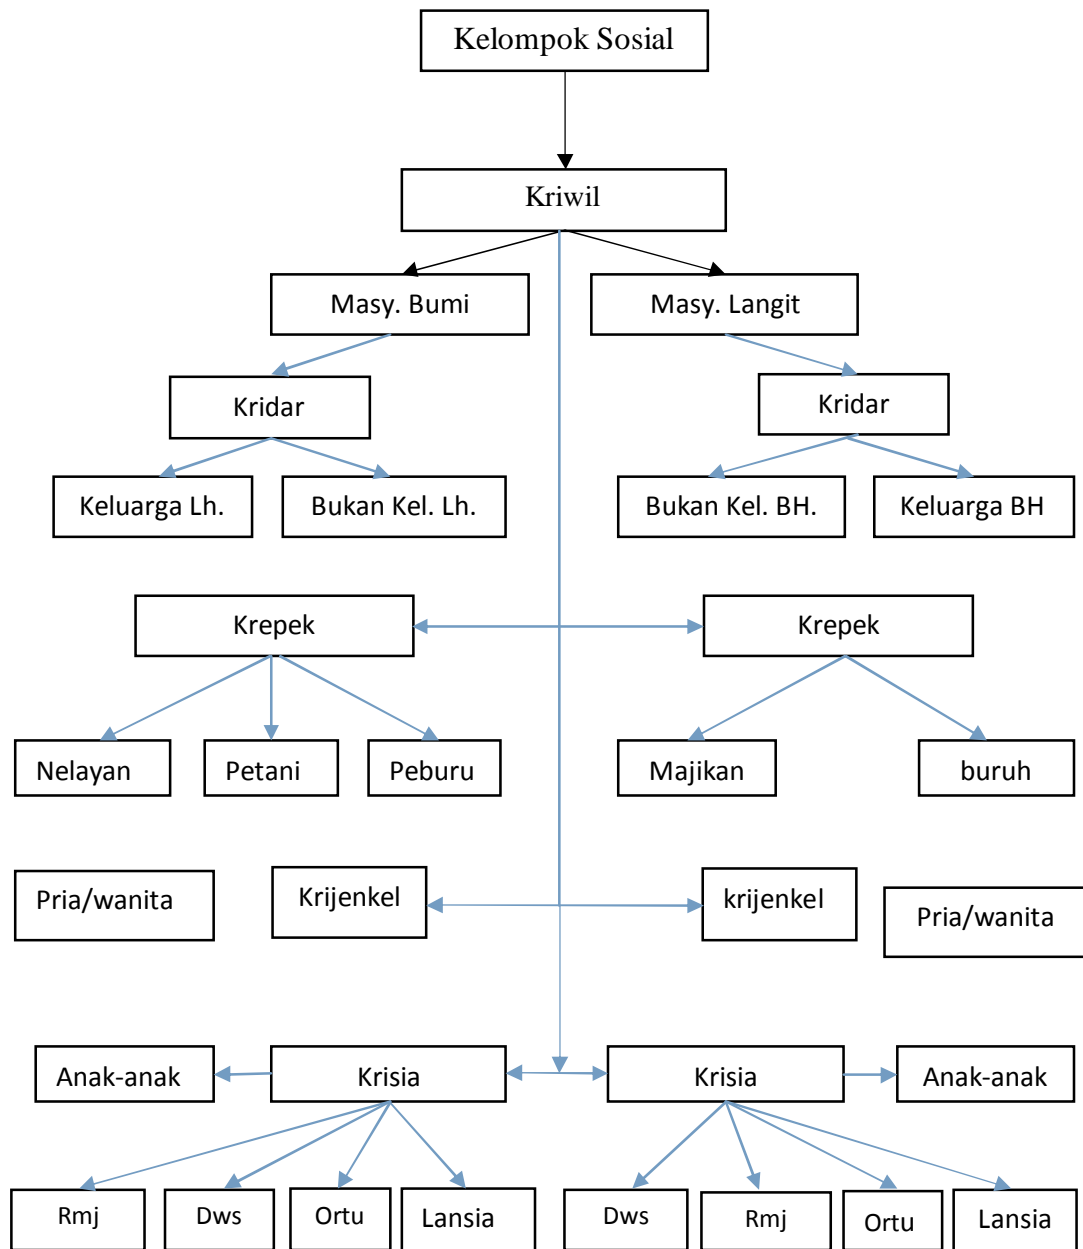 Kelompok Sosial
Kriwil
Masy. Bumi
Masy. Langit
Kridar
Kridar
Keluarga Lh.
Bukan Kel. Lh.
Bukan Kel. BH.
Keluarga BH
Krepek
Krepek
Nelayan
Petani
Peburu
Majikan
buruh
Pria/wanita
Krijenkel
krijenkel
Pria/wanita
Anak-anak
Krisia
Krisia
Anak-anak
Rmj
Dws
Ortu
Lansia
Dws
Rmj
Ortu
Lansia